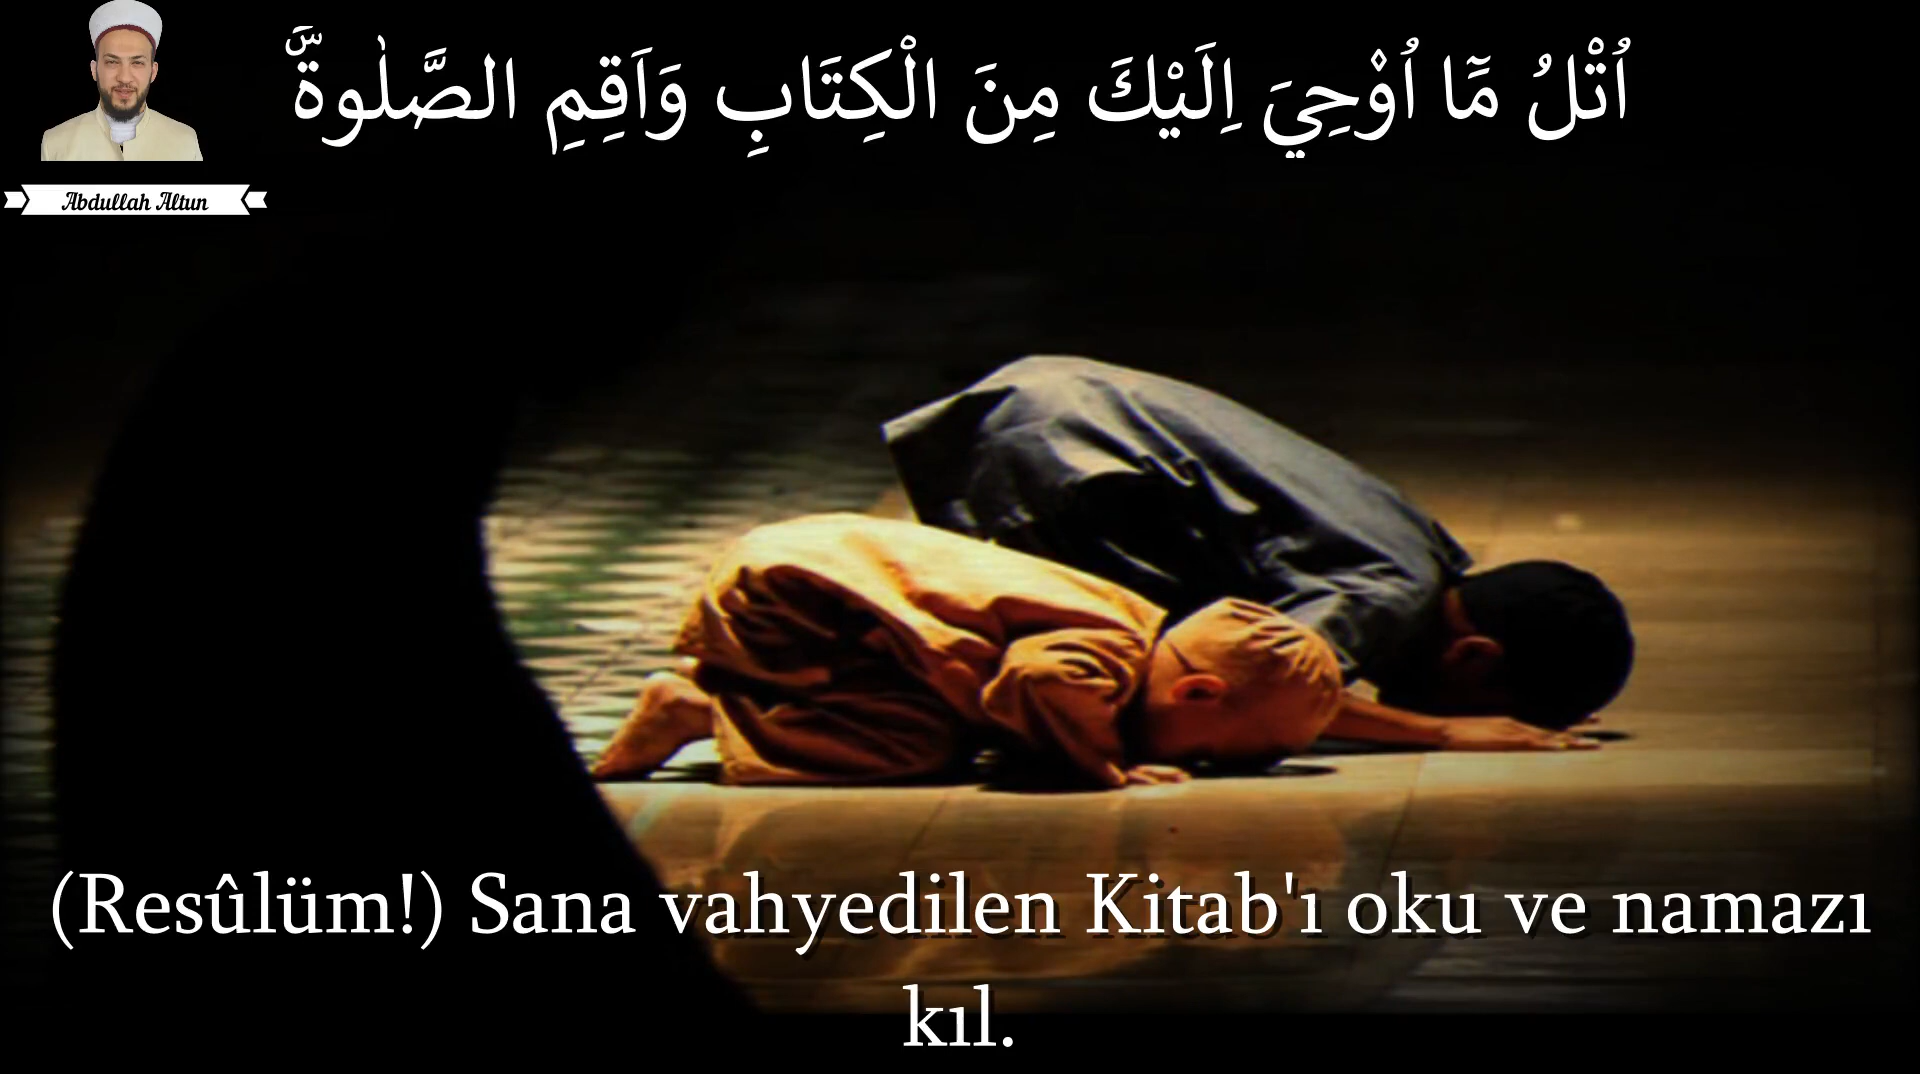 اُتْلُ مَٓا اُوْحِيَ اِلَيْكَ مِنَ الْكِتَابِ وَاَقِمِ الصَّلٰوةَۜ
Abdullah Altun
(Resûlüm!) Sana vahyedilen Kitab'ı oku ve namazı
kıl.